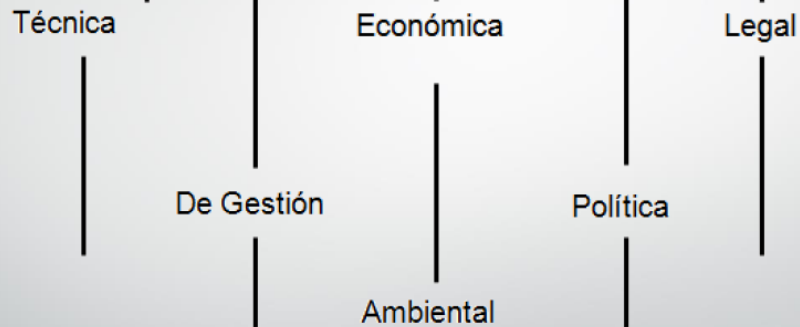 Técnica
Económica
Legal
De Gestión
Política
Ambiental